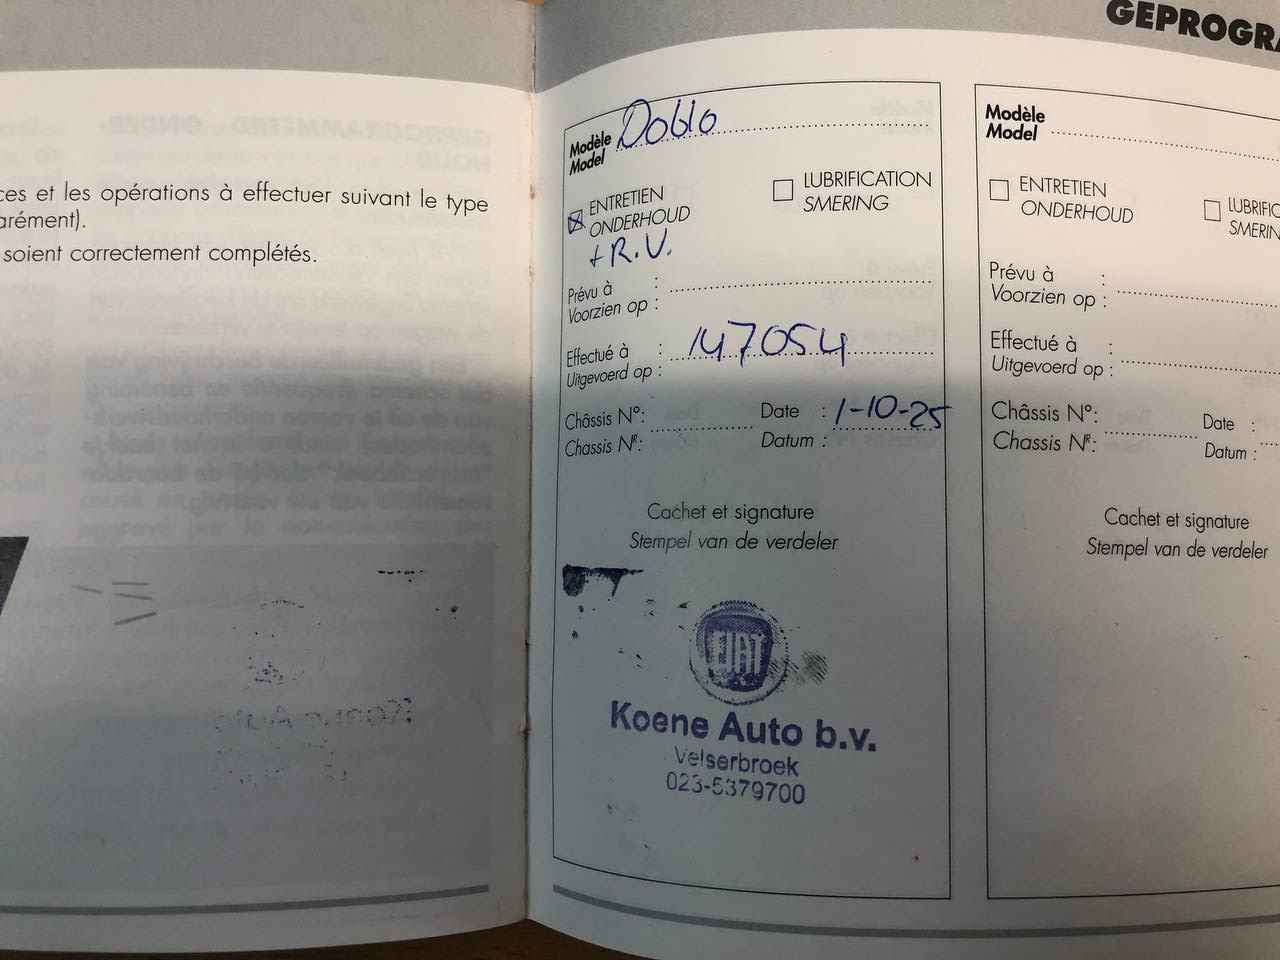 ces et les opérations à effectuer suivant le type
arément).
soient correctement complétés.
GEPROGRA
Modèle
Model Doblo
ENTRETIEN
ONDERHOUD
LUBRIFICATION
SMERING
+ R.V.
Prévu à :
Voorzien op :
Effectué à : 147054
Uitgevoerd op :
Châssis N°: Date : 1-10-25
Chassis Nʳ: Datum :
Cachet et signature
Stempel van de verdeler
FIAT
Koene Auto b.v.
Velserbroek
023-5379700
Modèle
Model
ENTRETIEN
ONDERHOUD
LUBRIFIC
SMERIN
Prévu à :
Voorzien op :
Effectué à :
Uitgevoerd op :
Châssis N°: Date :
Chassis Nʳ: Datum :
Cachet et signature
Stempel van de verdeler